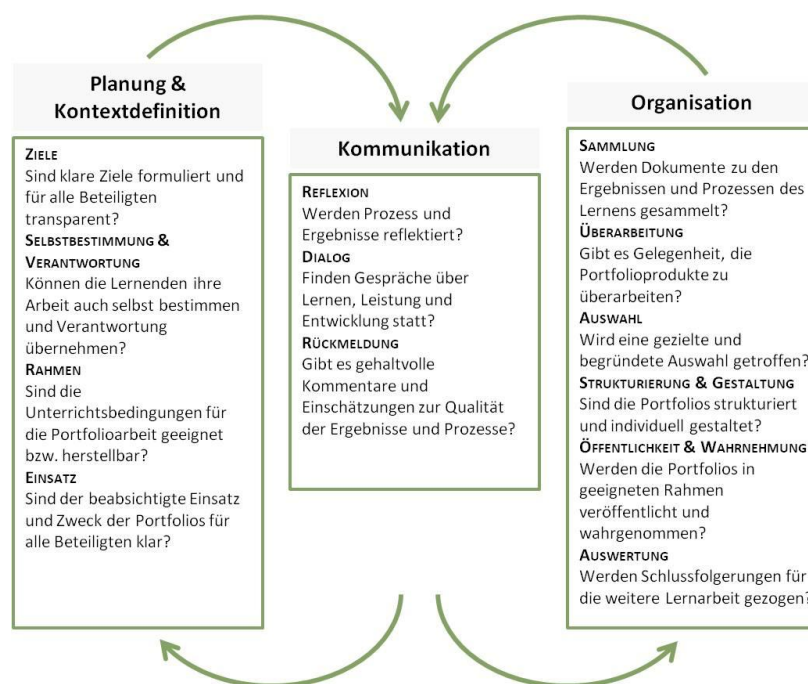 Planung &
Kontextdefinition
ZIELE
Sind klare Ziele formuliert und
für alle Beteiligten
transparent?
SELBSTBESTIMMUNG &
VERANTWORTUNG
Können die Lernenden ihre
Arbeit auch selbst bestimmen
und Verantwortung
übernehmen?
RAHMEN
Sind die
Unterrichtsbedingungen für
die Portfolioarbeit geeignet
bzw. herstellbar?
EINSATZ
Sind der beabsichtigte Einsatz
und Zweck der Portfolios für
alle Beteiligten klar?
Kommunikation
REFLEXION
Werden Prozess und
Ergebnisse reflektiert?
DIALOG
Finden Gespräche über
Lernen, Leistung und
Entwicklung statt?
RÜCKMELDUNG
Gibt es gehaltvolle
Kommentare und
Einschätzungen zur Qualität
der Ergebnisse und Prozesse?
Organisation
SAMMLUNG
Werden Dokumente zu den
Ergebnissen und Prozessen des
Lernens gesammelt?
ÜBERARBEITUNG
Gibt es Gelegenheit, die
Portfolioprodukte zu
überarbeiten?
AUSWAHL
Wird eine gezielte und
begründete Auswahl getroffen?
STRUKTURIERUNG & GESTALTUNG
Sind die Portfolios strukturiert
und individuell gestaltet?
ÖFFENTLICHKEIT & WAHRNEHMUNG
Werden die Portfolios in
geeigneten Rahmen
veröffentlicht und
wahrgenommen?
AUSWERTUNG
Werden Schlussfolgerungen für
die weitere Lernarbeit gezogen?